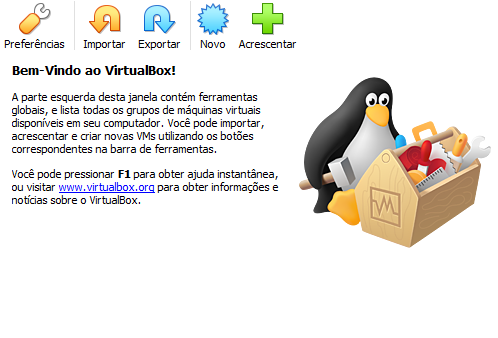 Preferências Importar Exportar Novo Acrescentar
Bem-Vindo ao VirtualBox!
A parte esquerda desta janela contém ferramentas
globais, e lista todas os grupos de máquinas virtuais
disponíveis em seu computador. Você pode importar,
acrescentar e criar novas VMs utilizando os botões
correspondentes na barra de ferramentas.
Você pode pressionar F1 para obter ajuda instantânea,
ou visitar www.virtualbox.org para obter informações e
notícias sobre o VirtualBox.
VM